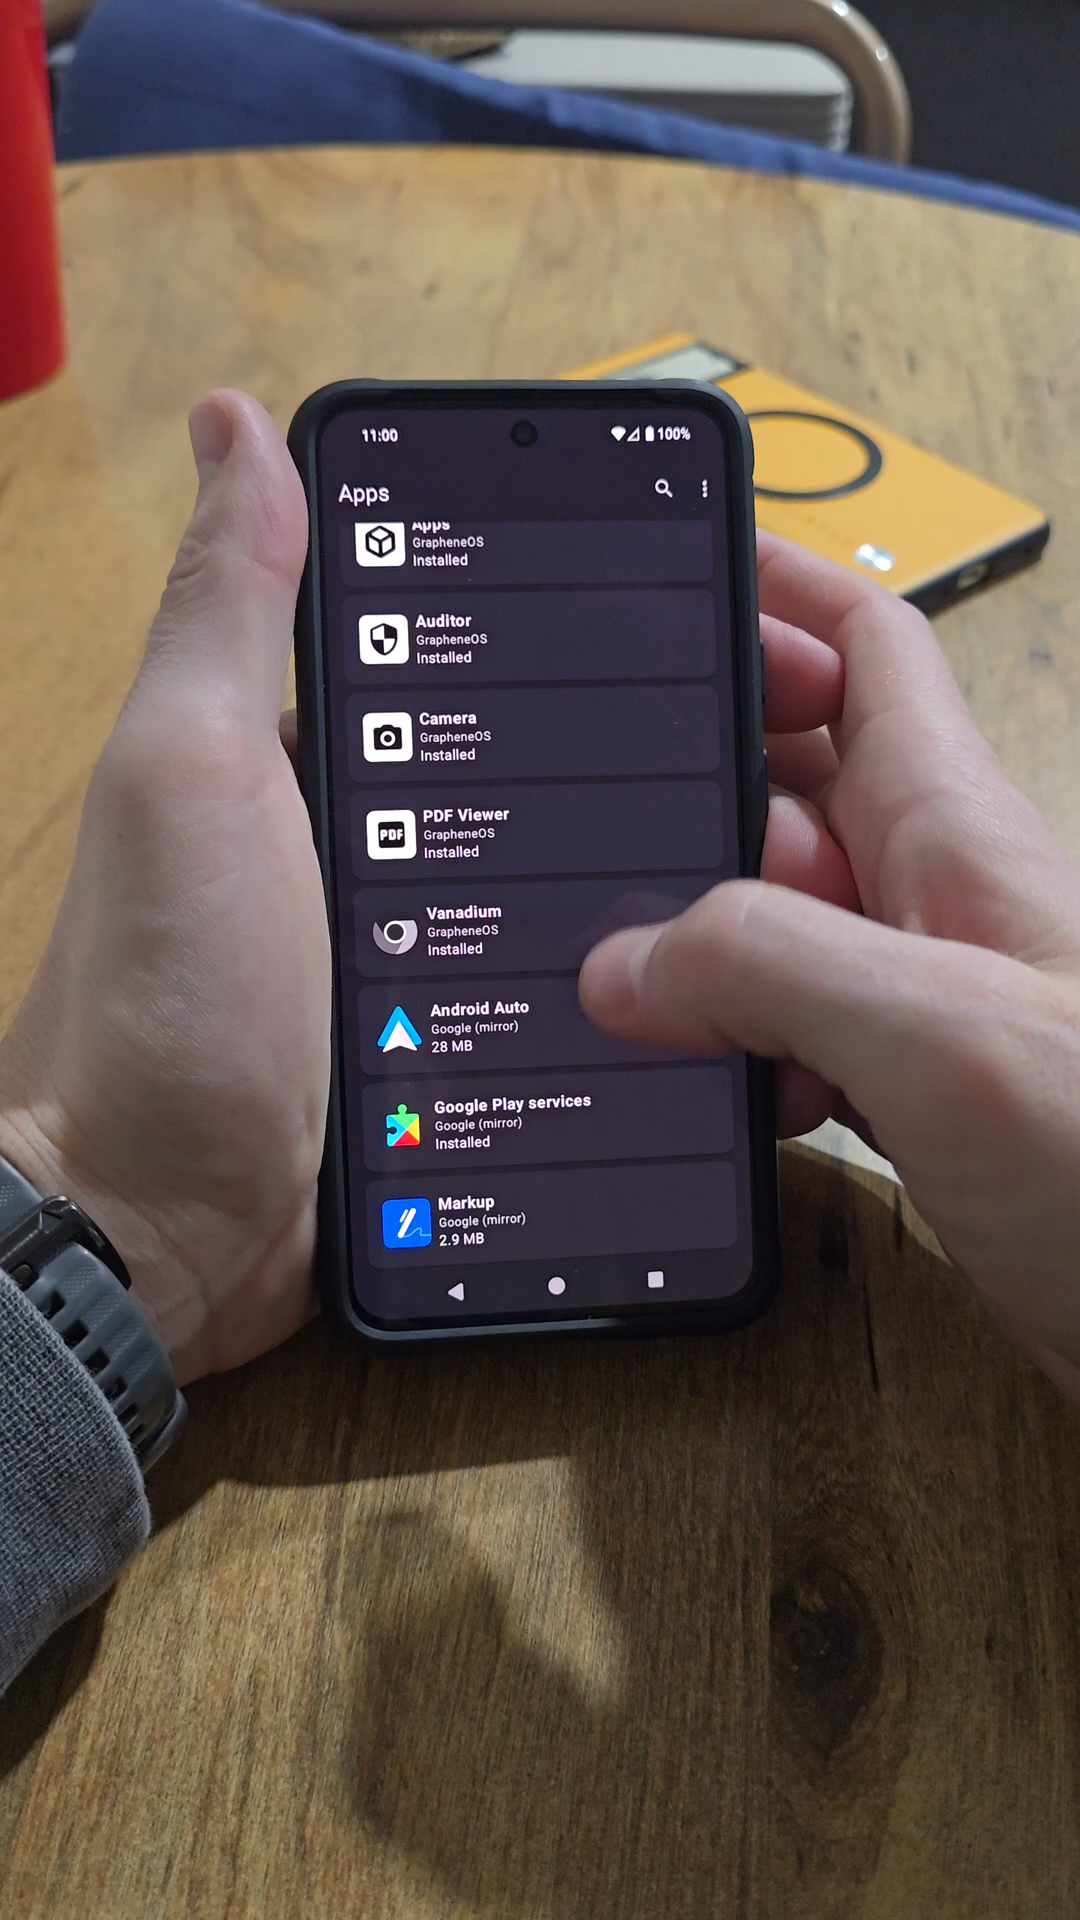 11:00
100%
Apps
Apps
GrapheneOS
Installed
Auditor
GrapheneOS
Installed
Camera
GrapheneOS
Installed
PDF
PDF Viewer
GrapheneOS
Installed
Vanadium
GrapheneOS
Installed
Android Auto
Google (mirror)
28 MB
Google Play services
Google (mirror)
Installed
Markup
Google (mirror)
2.9 MB